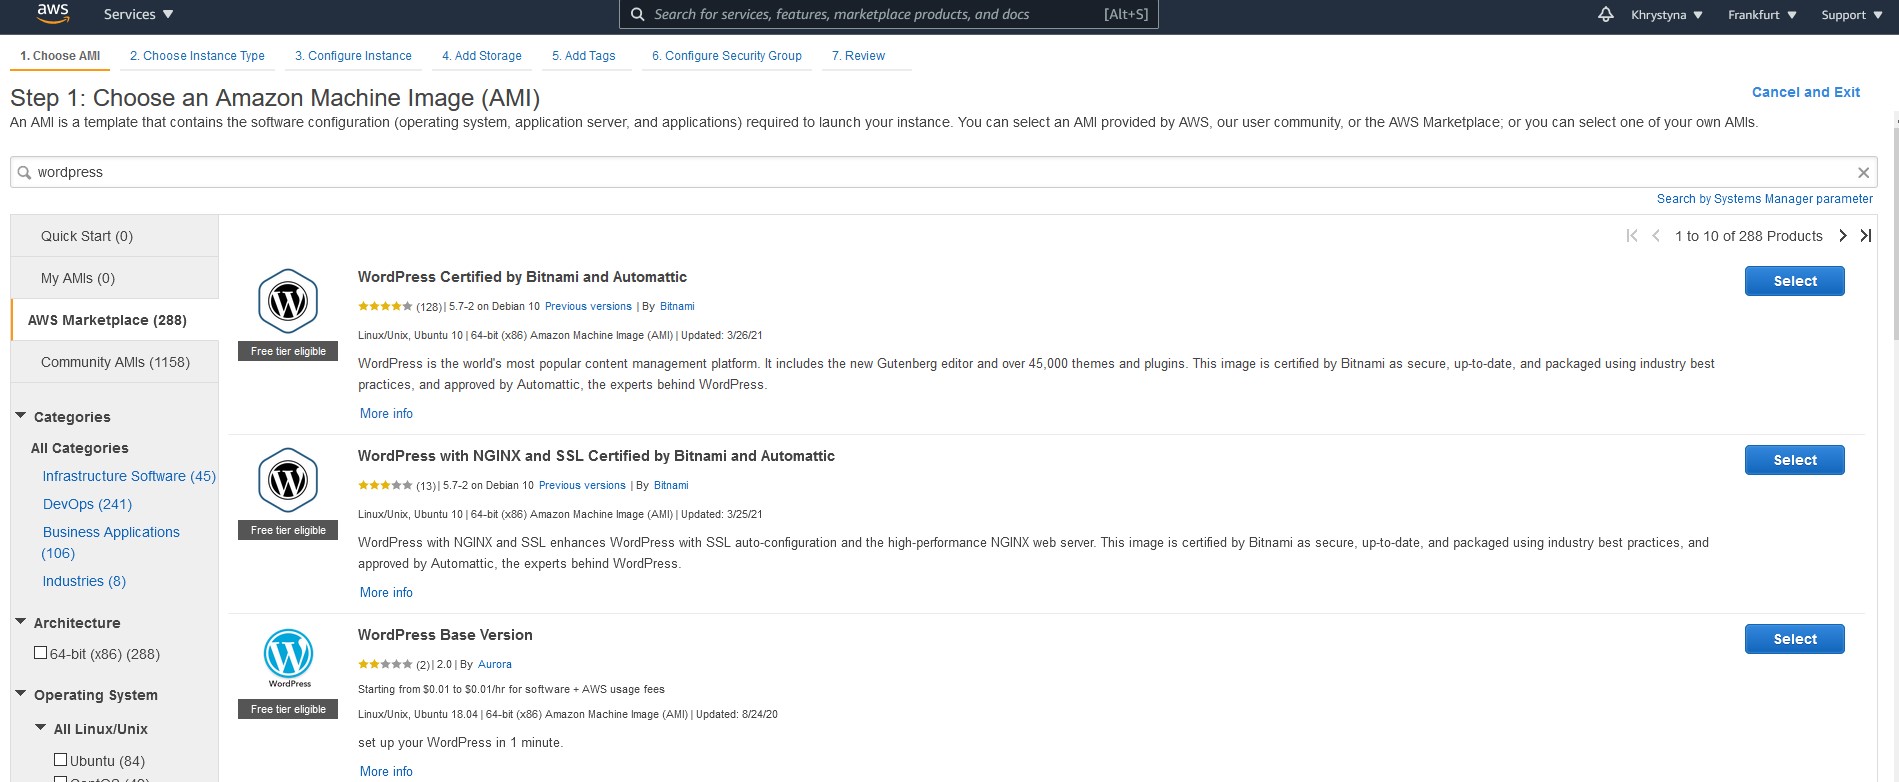 aws
Services
Search for services, features, marketplace products, and docs [Alt+S]
Khrystyna
Frankfurt
Support
1. Choose AMI
2. Choose Instance Type
3. Configure Instance
4. Add Storage
5. Add Tags
6. Configure Security Group
7. Review
Step 1: Choose an Amazon Machine Image (AMI)
Cancel and Exit
An AMI is a template that contains the software configuration (operating system, application server, and applications) required to launch your instance. You can select an AMI provided by AWS, our user community, or the AWS Marketplace; or you can select one of your own AMIs.
wordpress
Search by Systems Manager parameter
Quick Start (0)
My AMIs (0)
AWS Marketplace (288)
Community AMIs (1158)
Categories
All Categories
Infrastructure Software (45)
DevOps (241)
Business Applications
(106)
Industries (8)
Architecture
64-bit (x86) (288)
Operating System
All Linux/Unix
Ubuntu (84)
1 to 10 of 288 Products
Free tier eligible
WordPress Certified by Bitnami and Automattic
(128) | 5.7-2 on Debian 10 Previous versions | By Bitnami
Linux/Unix, Ubuntu 10 | 64-bit (x86) Amazon Machine Image (AMI) | Updated: 3/26/21
WordPress is the world's most popular content management platform. It includes the new Gutenberg editor and over 45,000 themes and plugins. This image is certified by Bitnami as secure, up-to-date, and packaged using industry best
practices, and approved by Automattic, the experts behind WordPress.
More info
Select
Free tier eligible
WordPress with NGINX and SSL Certified by Bitnami and Automattic
(13) | 5.7-2 on Debian 10 Previous versions | By Bitnami
Linux/Unix, Ubuntu 10 | 64-bit (x86) Amazon Machine Image (AMI) | Updated: 3/25/21
WordPress with NGINX and SSL enhances WordPress with SSL auto-configuration and the high-performance NGINX web server. This image is certified by Bitnami as secure, up-to-date, and packaged using industry best practices, and
approved by Automattic, the experts behind WordPress.
More info
Select
WordPress
Free tier eligible
WordPress Base Version
(2) | 2.0 | By Aurora
Starting from $0.01 to $0.01/hr for software + AWS usage fees
Linux/Unix, Ubuntu 18.04 | 64-bit (x86) Amazon Machine Image (AMI) | Updated: 8/24/20
set up your WordPress in 1 minute.
More info
Select